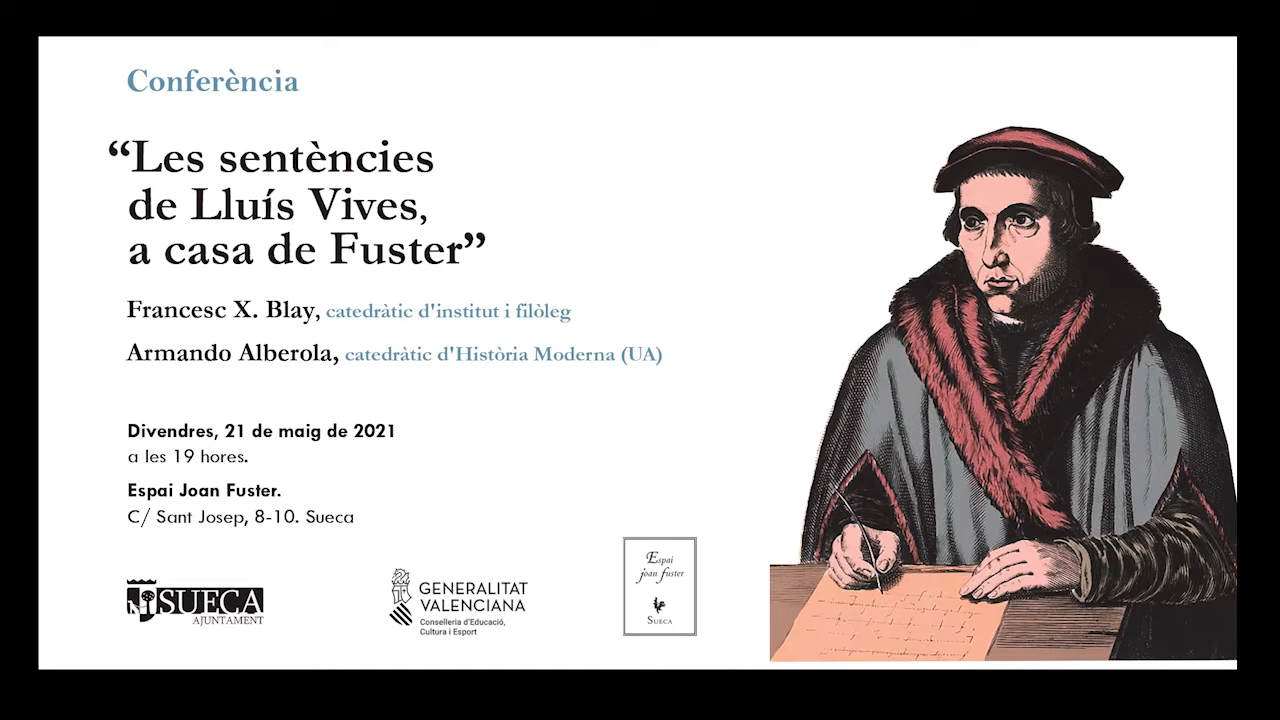 Conferència
“Les sentències
de Lluís Vives,
a casa de Fuster”
Francesc X. Blay, catedràtic d'institut i filòleg
Armando Alberola, catedràtic d'Història Moderna (UA)
Divendres, 21 de maig de 2021
a les 19 hores.
Espai Joan Fuster.
C/ Sant Josep, 8-10. Sueca
SUECA
AJUNTAMENT
GENERALITAT
VALENCIANA
Conselleria d'Educació,
Cultura i Esport
Espai
joan fuster
SUECA